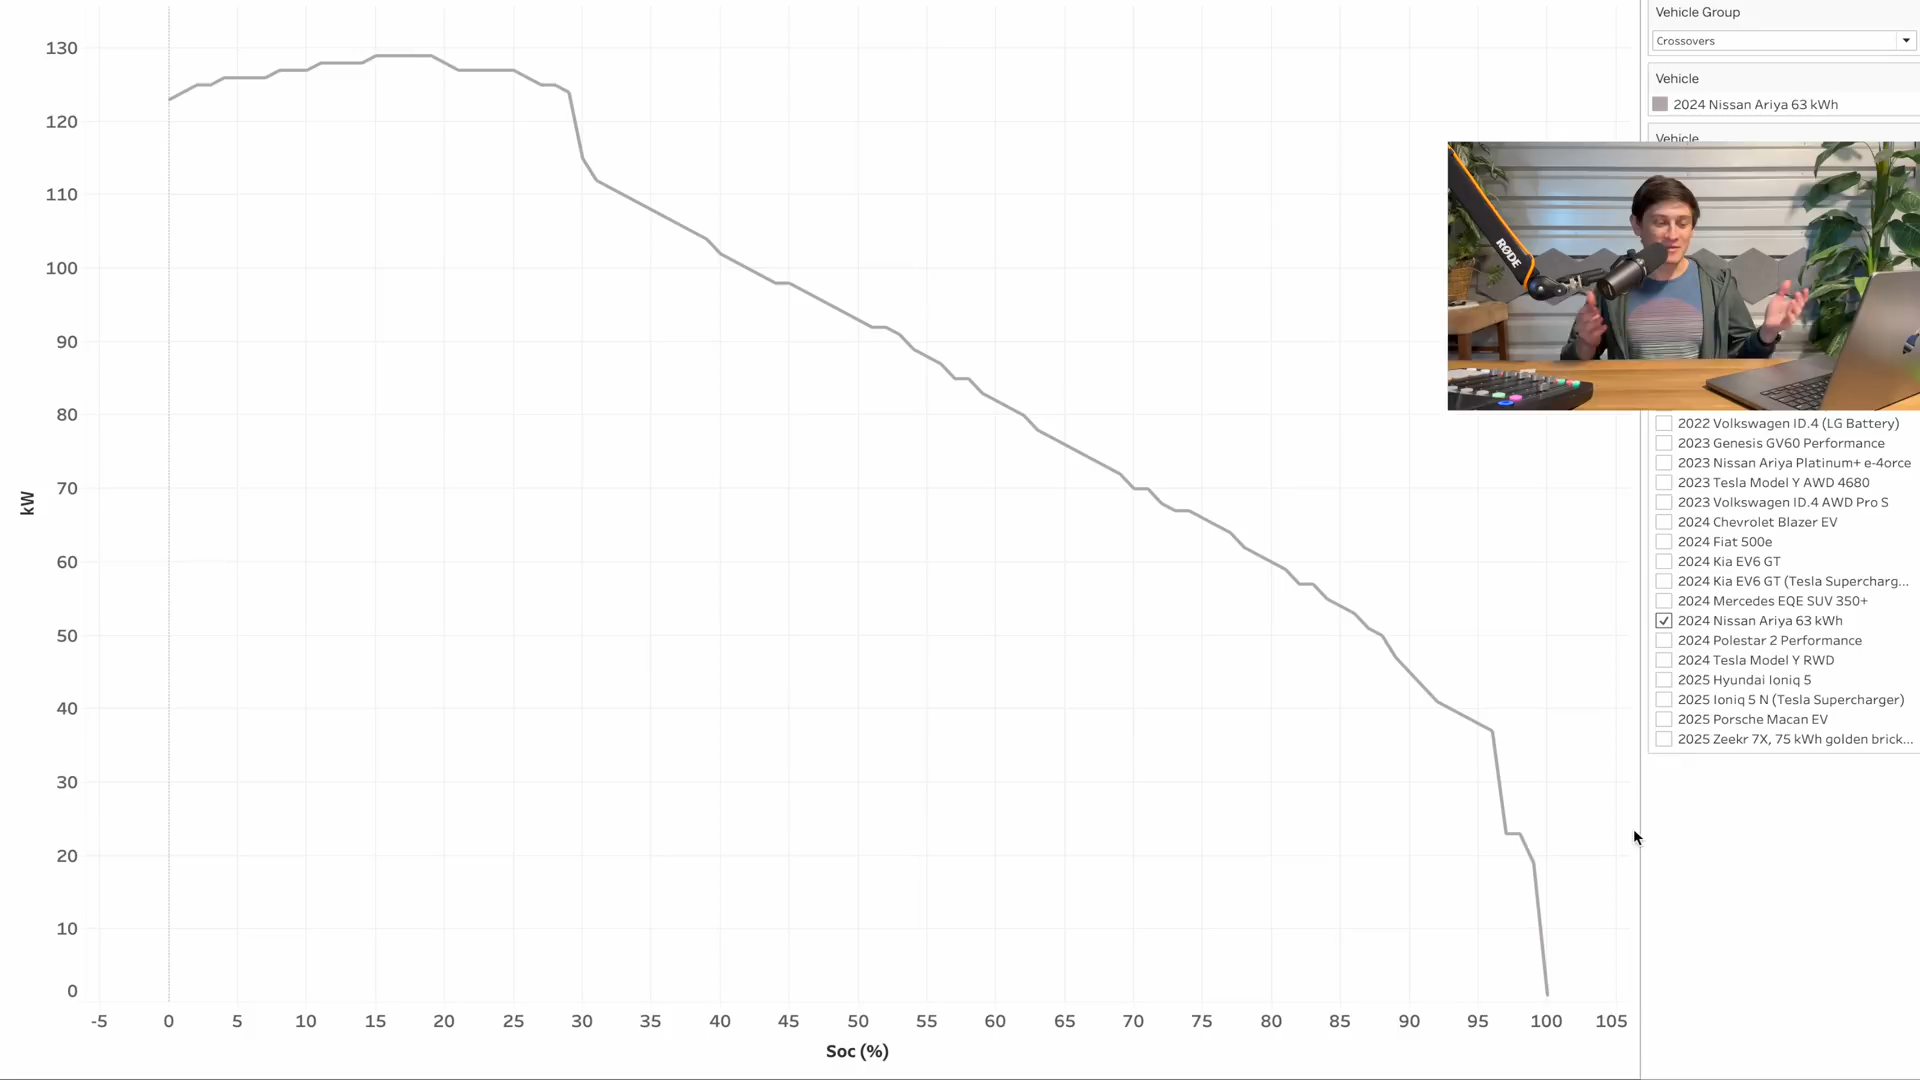 Vehicle Group
Crossovers
Vehicle
2024 Nissan Ariya 63 kWh
Vehicle
RØDE
2022 Volkswagen ID.4 (LG Battery)
2023 Genesis GV60 Performance
2023 Nissan Ariya Platinum+ e-4orce
2023 Tesla Model Y AWD 4680
2023 Volkswagen ID.4 AWD Pro S
2024 Chevrolet Blazer EV
2024 Fiat 500e
2024 Kia EV6 GT
2024 Kia EV6 GT (Tesla Supercharg...
2024 Mercedes EQE SUV 350+
2024 Nissan Ariya 63 kWh
2024 Polestar 2 Performance
2024 Tesla Model Y RWD
2025 Hyundai Ioniq 5
2025 Ioniq 5 N (Tesla Supercharger)
2025 Porsche Macan EV
2025 Zeekr 7X, 75 kWh golden brick...
kW
130
120
110
100
90
80
70
60
50
40
30
20
10
0
-5 0 5 10 15 20 25 30 35 40 45 50 55 60 65 70 75 80 85 90 95 100 105
Soc (%)